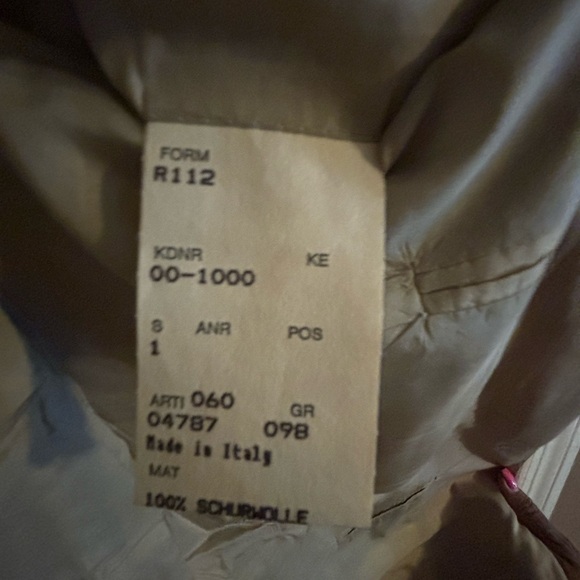 FORM
R112
KDNR KE
00-1000
S ANR POS
1
ARTI 060 GR
04787 098
Made in Italy
MAT
100% SCHURWOLLE